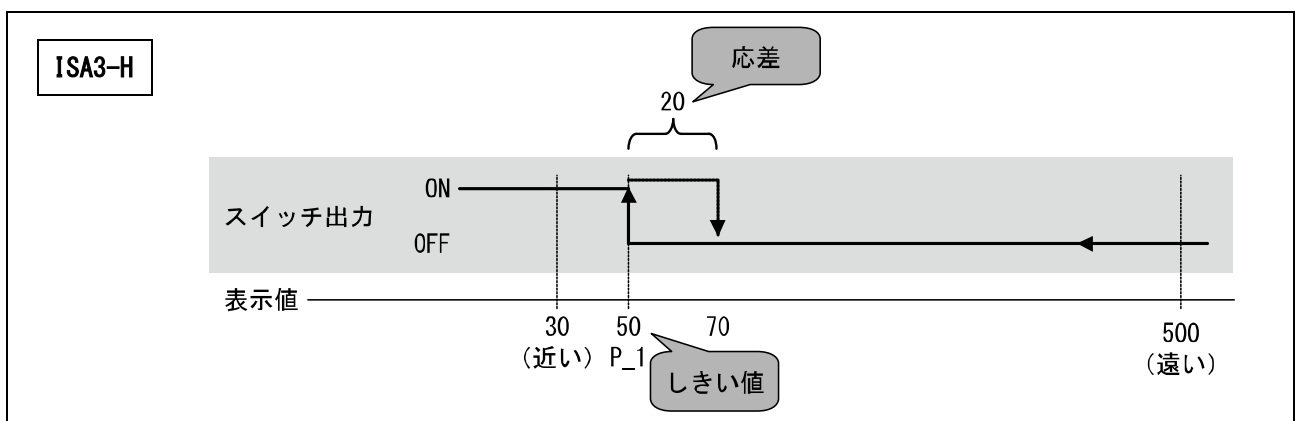 ISA3-H
応差
20
ON
スイッチ出力
OFF
表示値
30 50 70 500
(近い) P_1 (遠い)
しきい値